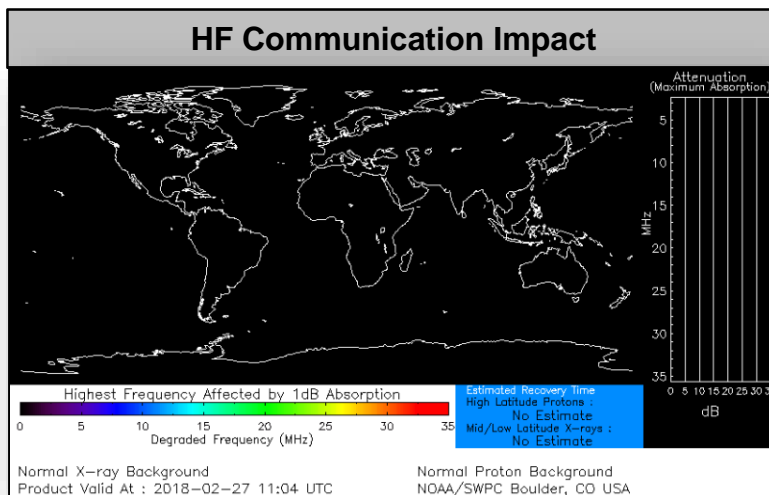 HF Communication Impact
Attenuation
(Maximum Absorption)
5
10
15
20
25
30
35
MHz
0 5 10 15 20 25 30 3
dB
Highest Frequency Affected by 1dB Absorption
0 5 10 15 20 25 30 35
Degraded Frequency (MHz)
Estimated Recovery Time
High Latitude Protons :
No Estimate
Mid/Low Latitude X-rays :
No Estimate
Normal X-ray Background
Product Valid At : 2018-02-27 11:04 UTC
Normal Proton Background
NOAA/SWPC Boulder, CO USA